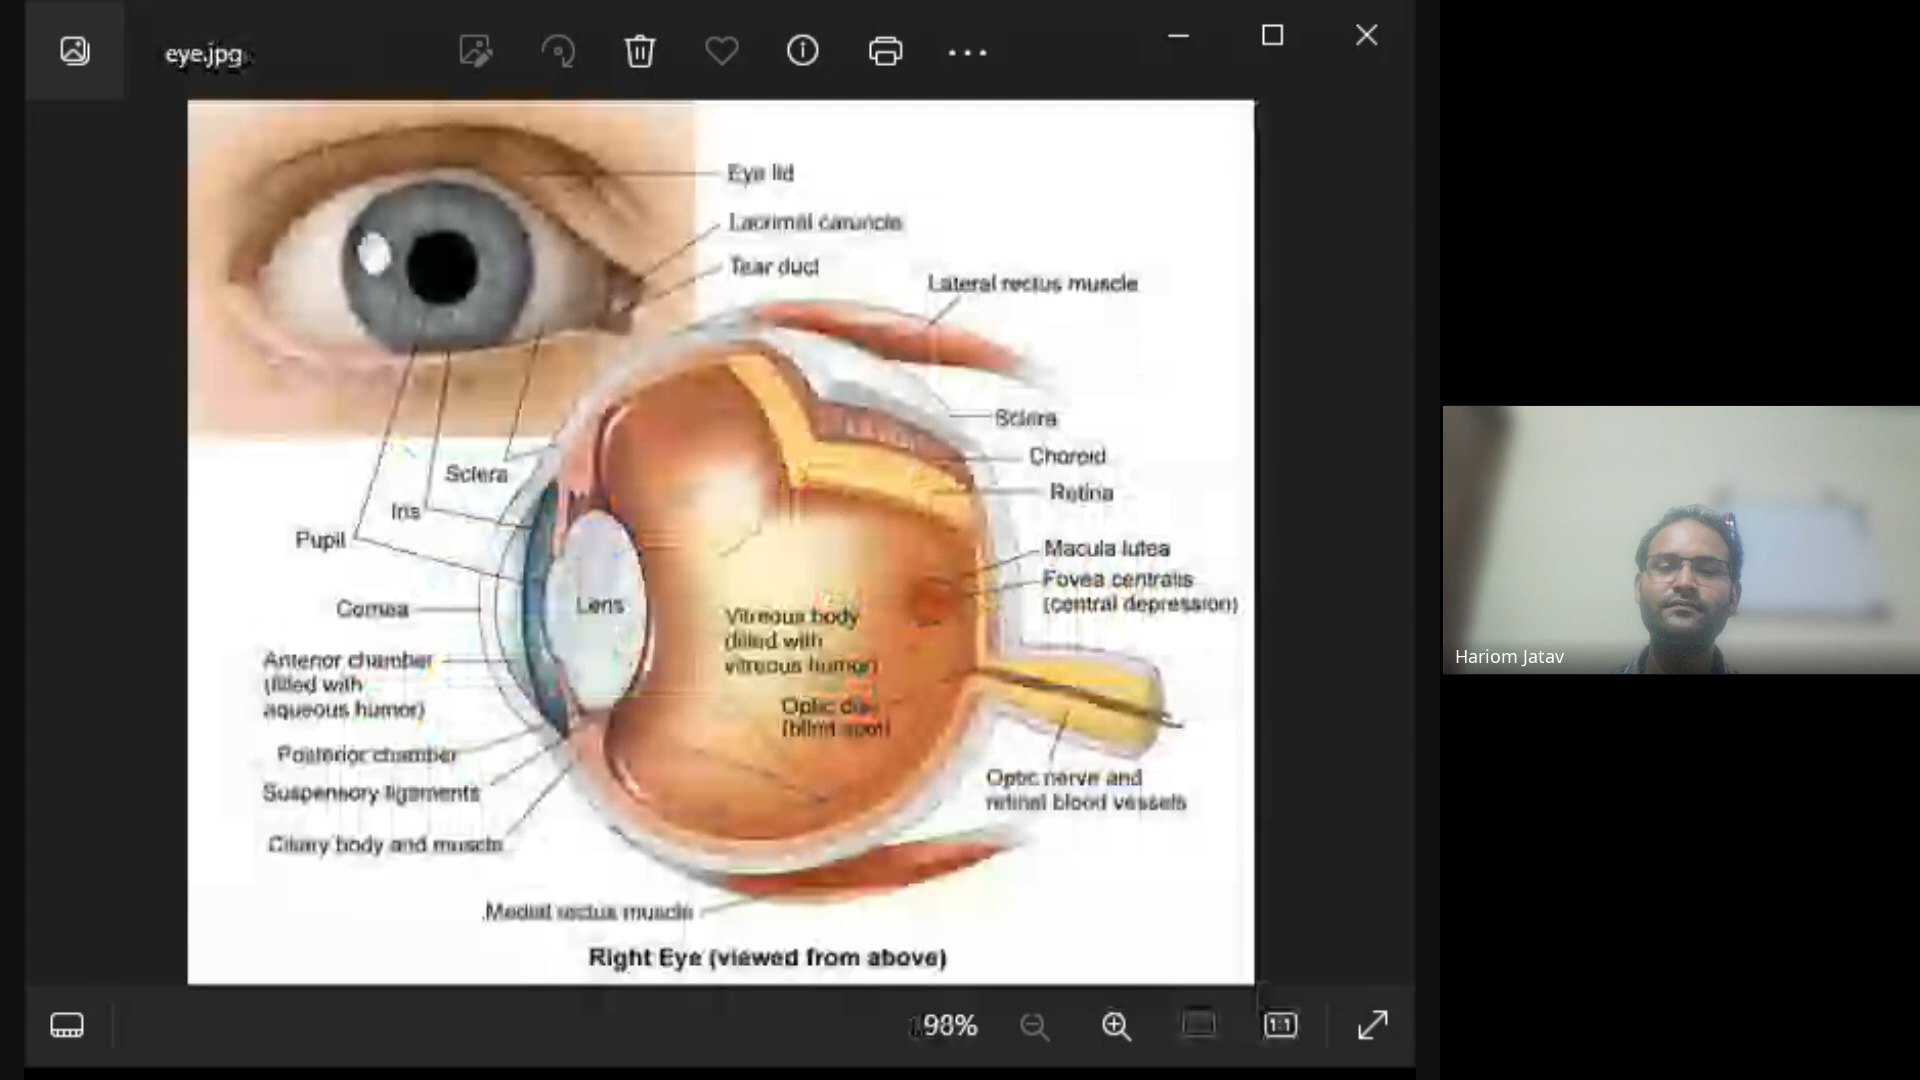 eye.jpg
Eye lid
Lacrimal caruncle
Tear duct
Lateral rectus muscle
Sclera
Choroid
Retina
Sclera
Iris
Pupil
Macula lutea
Fovea centralis
(central depression)
Cornea
Lens
Vitreous body
(filled with
vitreous humor)
Anterior chamber
(filled with
aqueous humor)
Optic disc
(blind spot)
Posterior chamber
Suspensory ligaments
Optic nerve and
retinal blood vessels
Ciliary body and muscle
Medial rectus muscle
Right Eye (viewed from above)
98%
1:1
Hariom Jatav